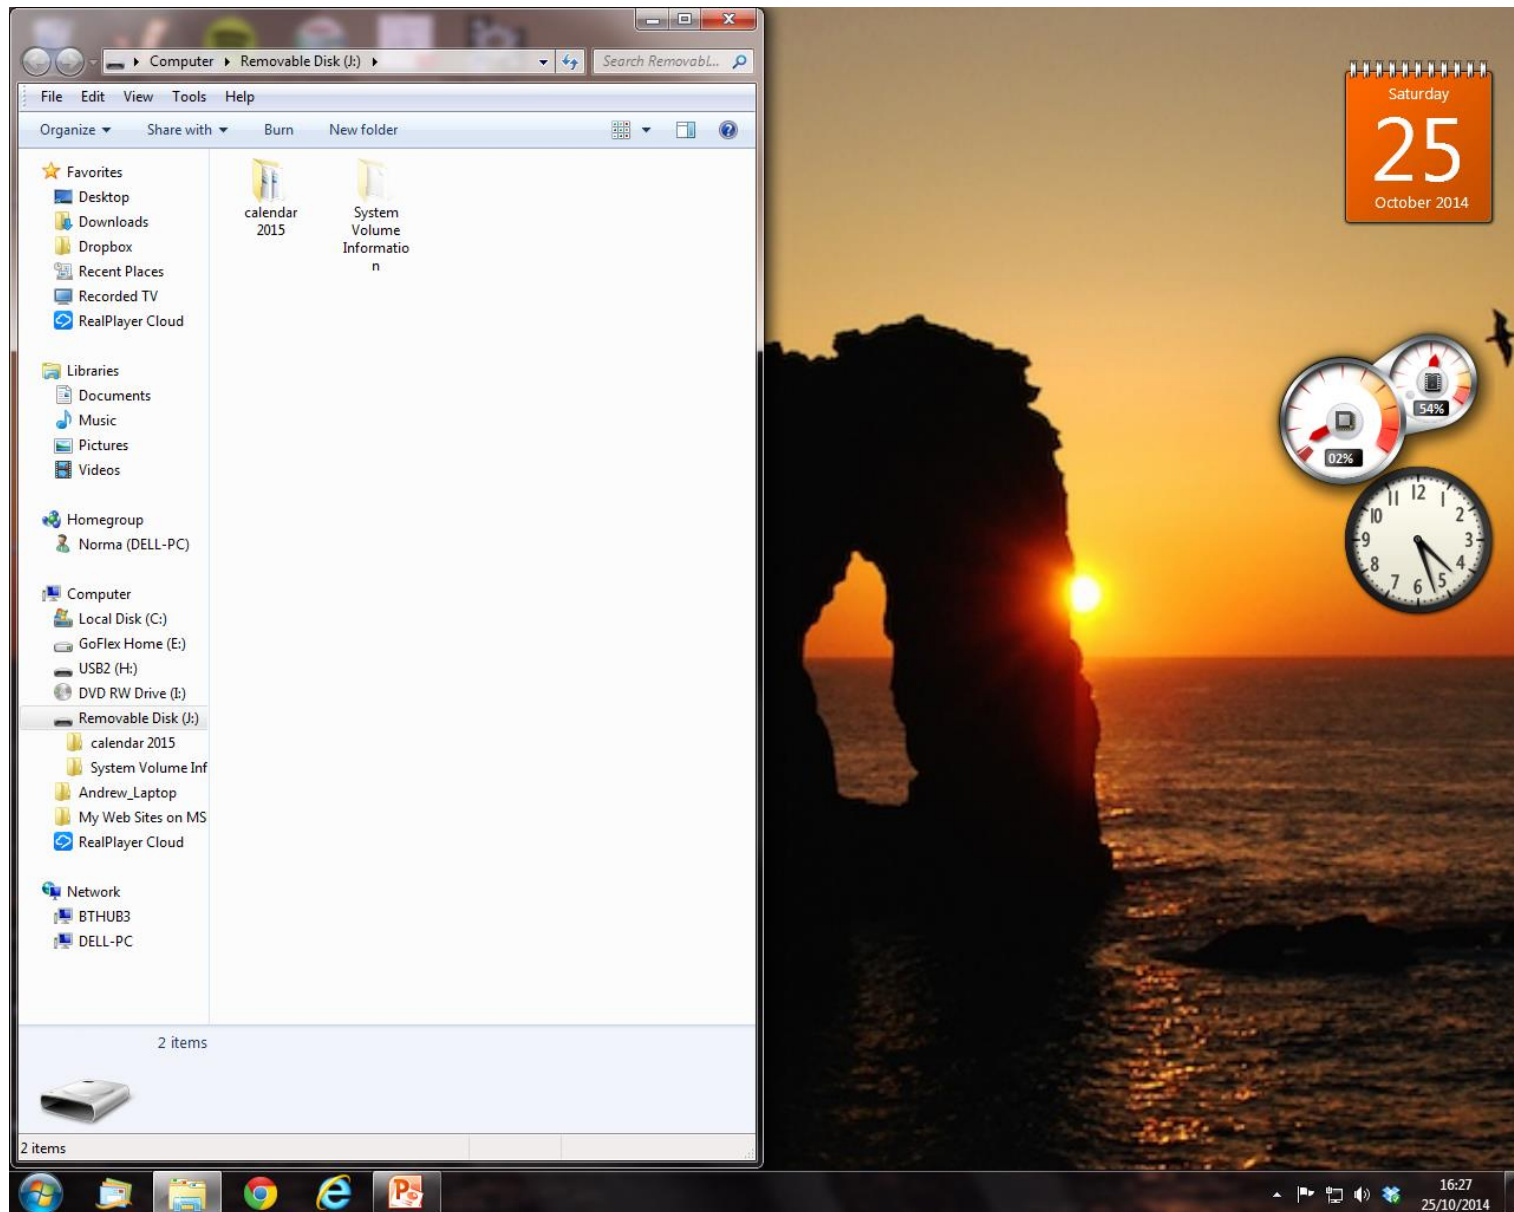 Computer
Removable Disk (J:)
Search Removabl...
File Edit View Tools Help
Organize Share with Burn New folder
Favorites
Desktop
Downloads
Dropbox
Recent Places
Recorded TV
RealPlayer Cloud
Libraries
Documents
Music
Pictures
Videos
Homegroup
Norma (DELL-PC)
Computer
Local Disk (C:)
GoFlex Home (E:)
USB2 (H:)
DVD RW Drive (I:)
Removable Disk (J:)
calendar 2015
System Volume Inf
Andrew_Laptop
My Web Sites on MS
RealPlayer Cloud
Network
BTHUB3
DELL-PC
calendar
2015
System
Volume
Informatio
n
2 items
2 items
Saturday
25
October 2014
54%
02%
12
1
2
3
4
5
6
7
8
9
10
11
16:27
25/10/2014